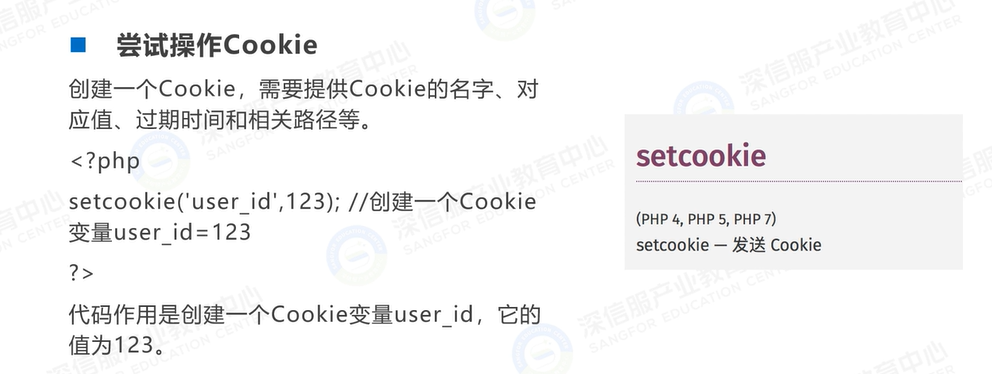 尝试操作Cookie
创建一个Cookie，需要提供Cookie的名字、对
应值、过期时间和相关路径等。
<?php
setcookie('user_id',123); //创建一个Cookie
变量user_id=123
?>
代码作用是创建一个Cookie变量user_id，它的
值为123。
setcookie
(PHP 4, PHP 5, PHP 7)
setcookie — 发送 Cookie
深信服产业教育中心
SANGFOR EDUCATION CENTER